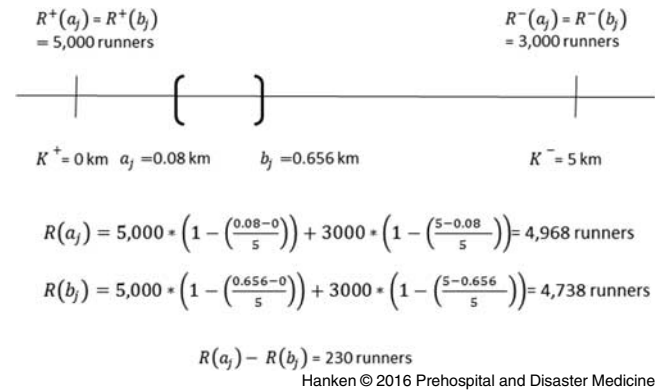 R⁺(aⱼ) = R⁺(bⱼ) R⁻(aⱼ) = R⁻(bⱼ)
= 5,000 runners = 3,000 runners
K⁺= 0 km aⱼ =0.08 km bⱼ =0.656 km K⁻= 5 km
R(aⱼ) = 5,000 * (1 − ((0.08−0)/5)) + 3000 * (1 − ((5−0.08)/5))= 4,968 runners
R(bⱼ) = 5,000 * (1 − ((0.656−0)/5)) + 3000 * (1 − ((5−0.656)/5))= 4,738 runners
R(aⱼ) − R(bⱼ) = 230 runners
Hanken © 2016 Prehospital and Disaster Medicine